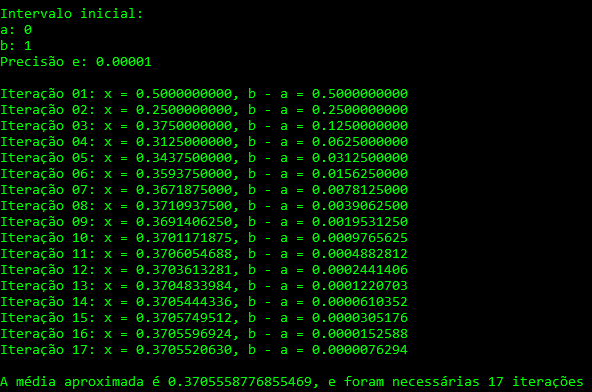 Intervalo inicial:
a: 0
b: 1
Precisão e: 0.00001
Iteração 01: x = 0.5000000000, b - a = 0.5000000000
Iteração 02: x = 0.2500000000, b - a = 0.2500000000
Iteração 03: x = 0.3750000000, b - a = 0.1250000000
Iteração 04: x = 0.3125000000, b - a = 0.0625000000
Iteração 05: x = 0.3437500000, b - a = 0.0312500000
Iteração 06: x = 0.3593750000, b - a = 0.0156250000
Iteração 07: x = 0.3671875000, b - a = 0.0078125000
Iteração 08: x = 0.3710937500, b - a = 0.0039062500
Iteração 09: x = 0.3691406250, b - a = 0.0019531250
Iteração 10: x = 0.3701171875, b - a = 0.0009765625
Iteração 11: x = 0.3706054688, b - a = 0.0004882812
Iteração 12: x = 0.3703613281, b - a = 0.0002441406
Iteração 13: x = 0.3704833984, b - a = 0.0001220703
Iteração 14: x = 0.3705444336, b - a = 0.0000610352
Iteração 15: x = 0.3705749512, b - a = 0.0000305176
Iteração 16: x = 0.3705596924, b - a = 0.0000152588
Iteração 17: x = 0.3705520630, b - a = 0.0000076294
A média aproximada é 0.3705558776855469, e foram necessárias 17 iterações